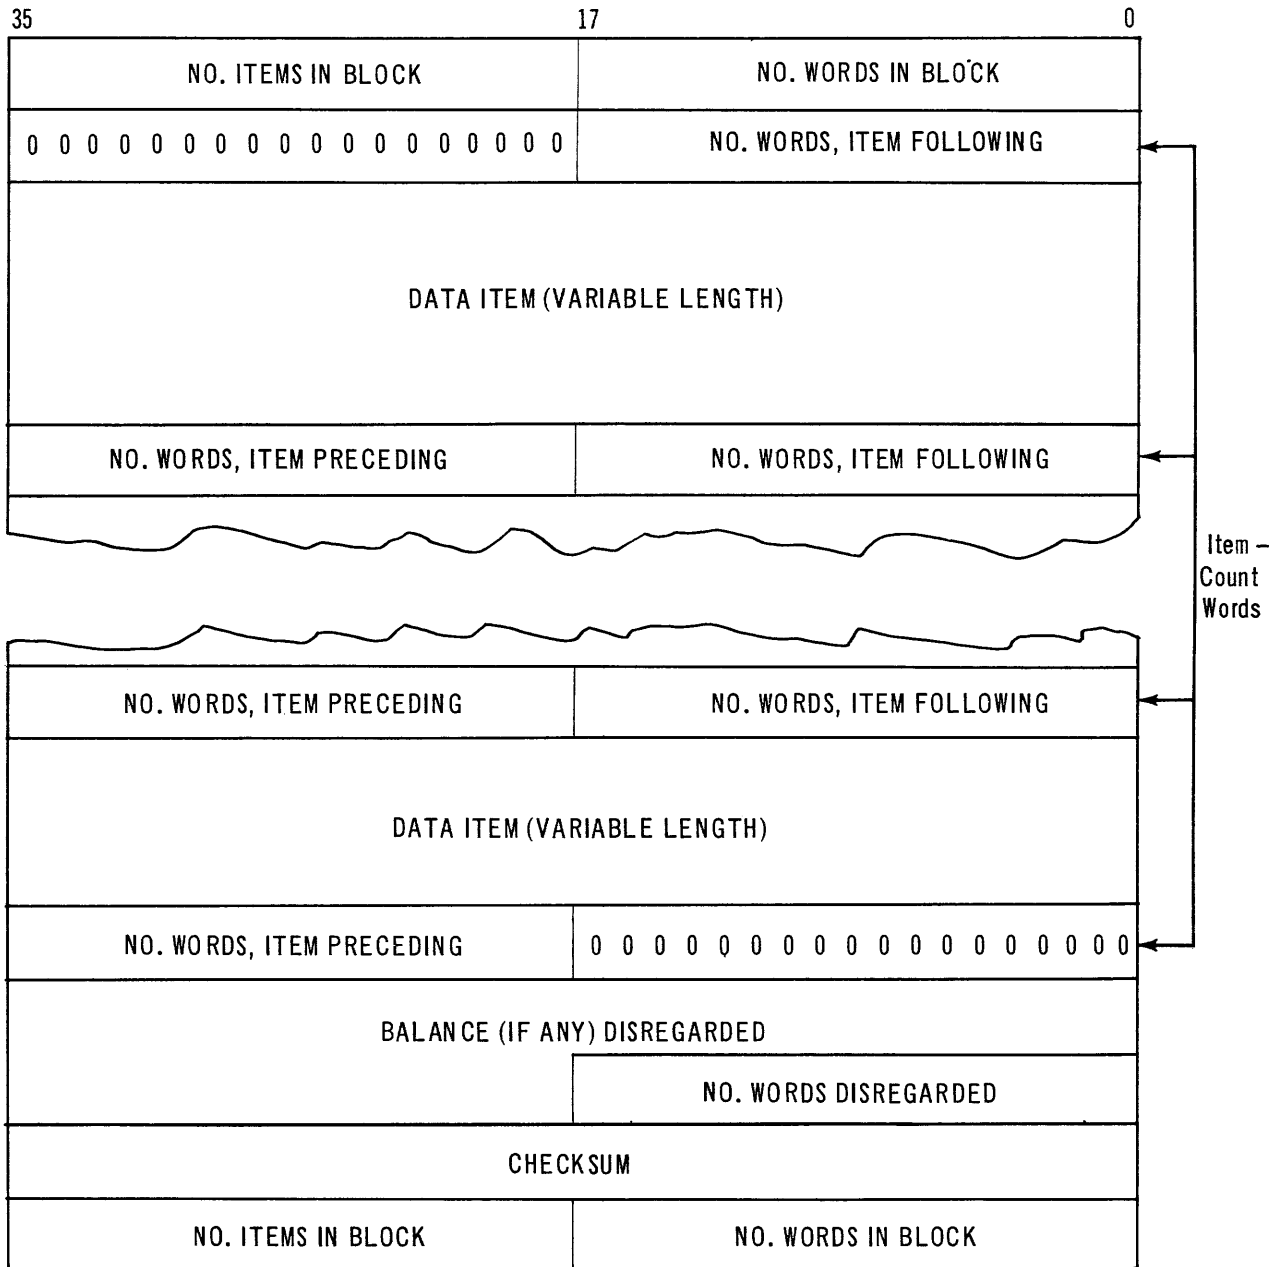 35 17 0
NO. ITEMS IN BLOCK NO. WORDS IN BLOCK
0 0 0 0 0 0 0 0 0 0 0 0 0 0 0 0 0 0 NO. WORDS, ITEM FOLLOWING
DATA ITEM (VARIABLE LENGTH)
NO. WORDS, ITEM PRECEDING NO. WORDS, ITEM FOLLOWING
Item –
Count
Words
NO. WORDS, ITEM PRECEDING NO. WORDS, ITEM FOLLOWING
DATA ITEM (VARIABLE LENGTH)
NO. WORDS, ITEM PRECEDING 0 0 0 0 0 0 0 0 0 0 0 0 0 0 0 0 0 0
BALANCE (IF ANY) DISREGARDED
NO. WORDS DISREGARDED
CHECKSUM
NO. ITEMS IN BLOCK NO. WORDS IN BLOCK